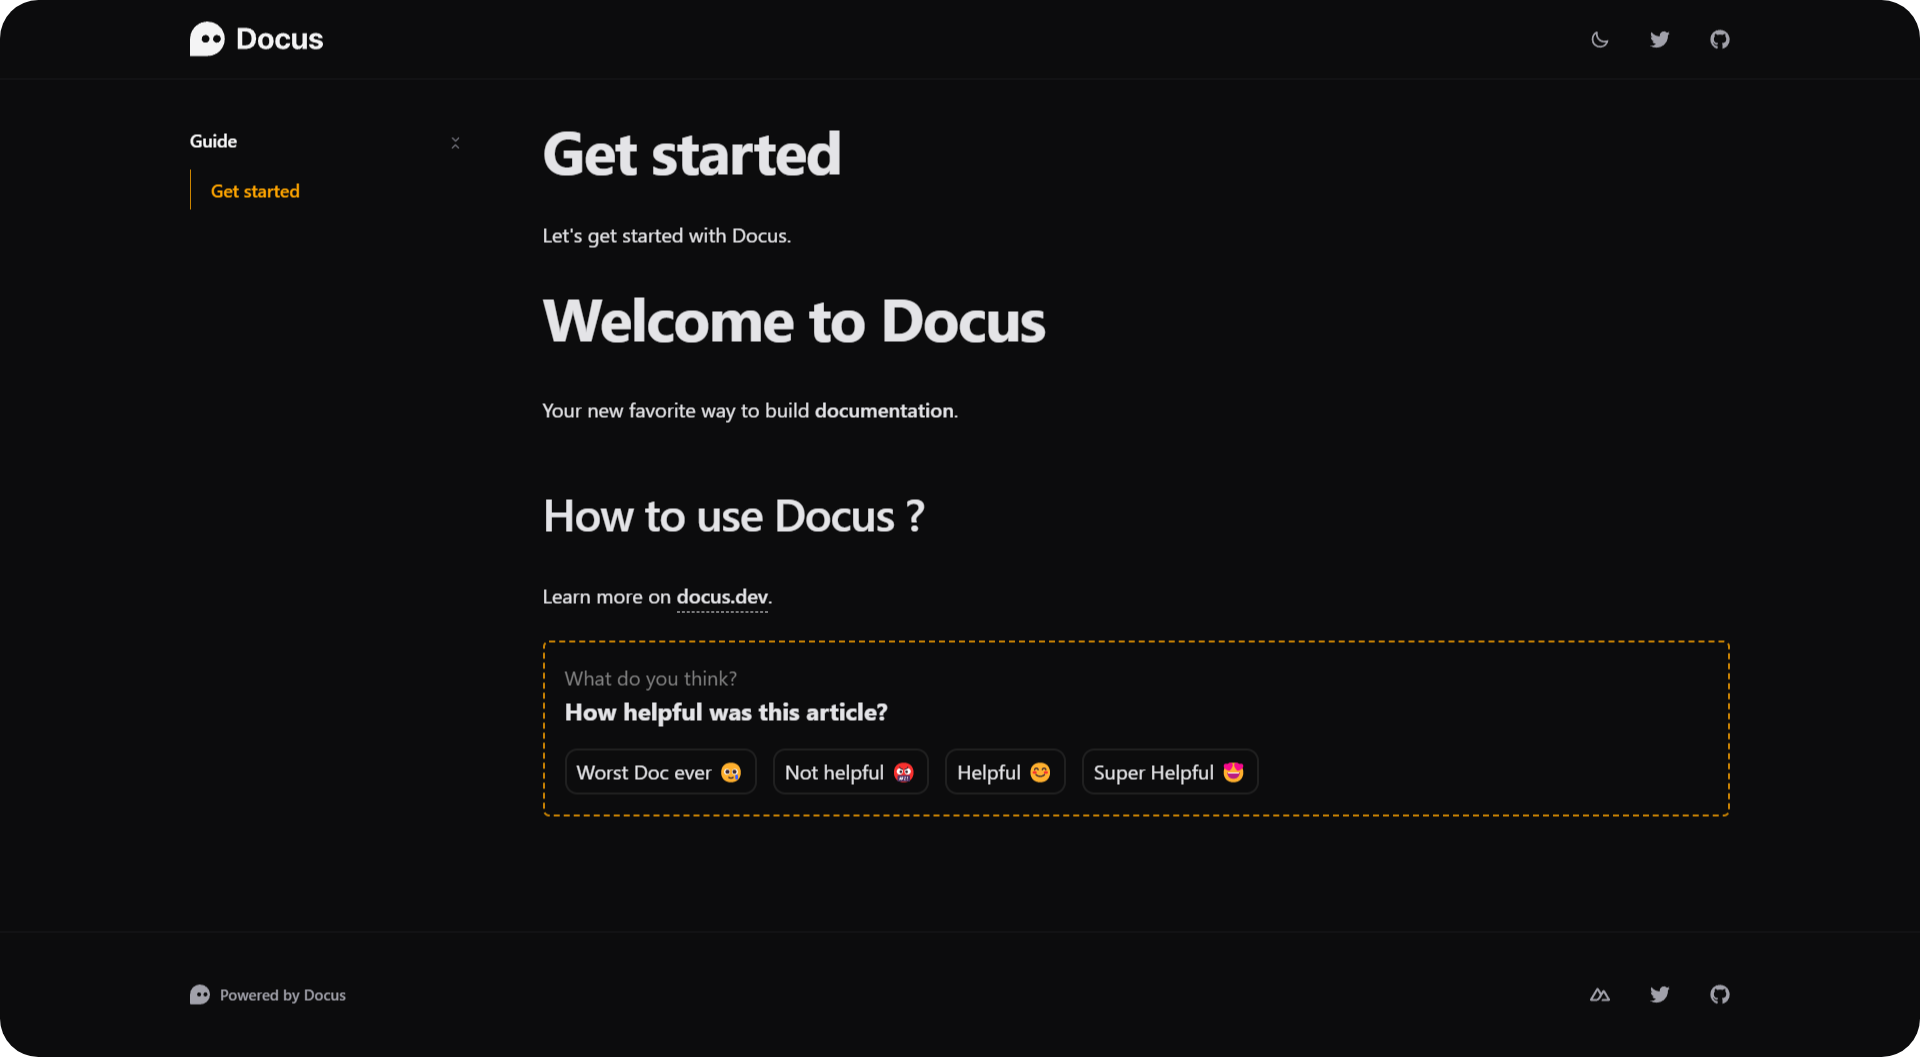 Docus
Guide
Get started
Get started
Let's get started with Docus.
Welcome to Docus
Your new favorite way to build documentation.
How to use Docus ?
Learn more on docus.dev.
What do you think?
How helpful was this article?
Worst Doc ever 🥲 Not helpful 🤬 Helpful 😊 Super Helpful 🤩
Powered by Docus